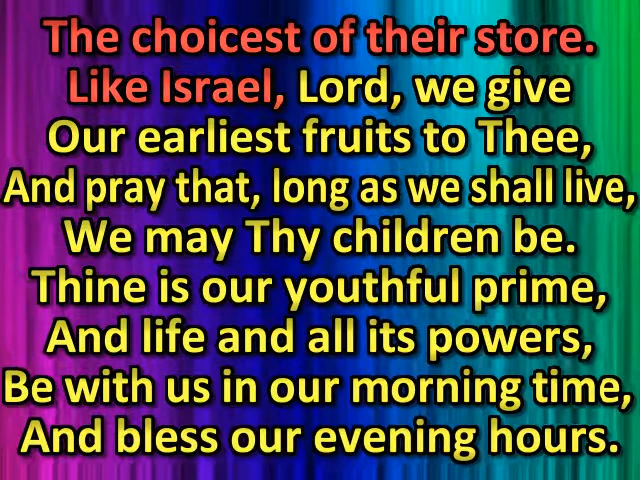 The choicest of their store.
Like Israel, Lord, we give
Our earliest fruits to Thee,
And pray that, long as we shall live,
We may Thy children be.
Thine is our youthful prime,
And life and all its powers,
Be with us in our morning time,
And bless our evening hours.